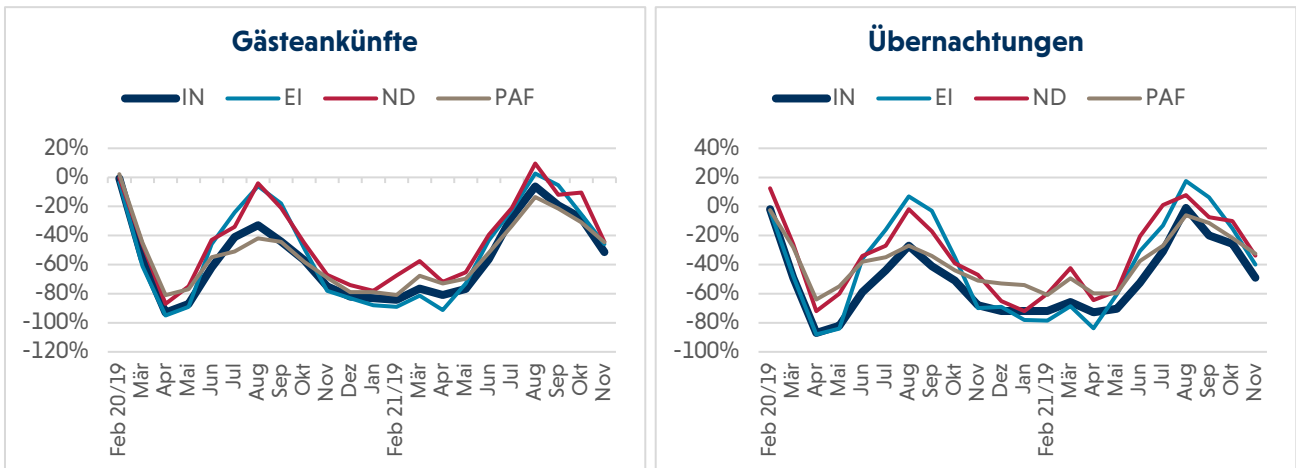 Gästeankünfte
IN EI ND PAF
20%
0%
-20%
-40%
-60%
-80%
-100%
-120%
Feb 20/19
Mär
Apr
Mai
Jun
Jul
Aug
Sep
Okt
Nov
Dez
Jan
Feb 21/19
Mär
Apr
Mai
Jun
Jul
Aug
Sep
Okt
Nov
Übernachtungen
IN EI ND PAF
40%
20%
0%
-20%
-40%
-60%
-80%
-100%
Feb 20/19
Mär
Apr
Mai
Jun
Jul
Aug
Sep
Okt
Nov
Dez
Jan
Feb 21/19
Mär
Apr
Mai
Jun
Jul
Aug
Sep
Okt
Nov